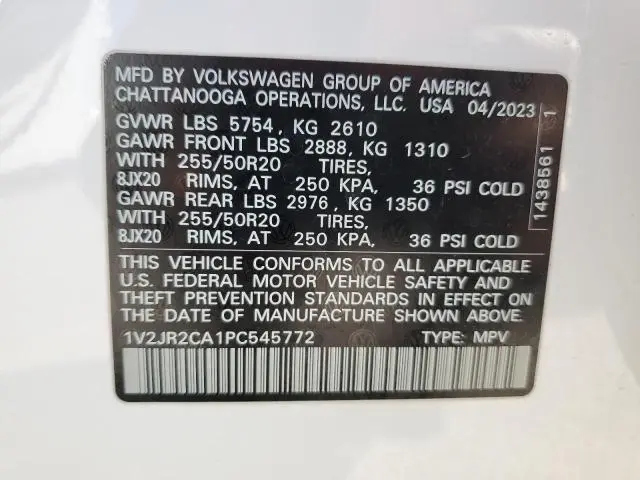 MFD BY VOLKSWAGEN GROUP OF AMERICA
CHATTANOOGA OPERATIONS, LLC. USA 04/2023
GVWR LBS 5754, KG 2610
GAWR FRONT LBS 2888, KG 1310
WITH 255/50R20 TIRES,
8JX20 RIMS, AT 250 KPA, 36 PSI COLD
GAWR REAR LBS 2976, KG 1350
WITH 255/50R20 TIRES,
8JX20 RIMS, AT 250 KPA, 36 PSI COLD
THIS VEHICLE CONFORMS TO ALL APPLICABLE
U.S. FEDERAL MOTOR VEHICLE SAFETY AND
THEFT PREVENTION STANDARDS IN EFFECT ON
THE DATE OF MANUFACTURE SHOWN ABOVE.
1V2JR2CA1PC545772 TYPE: MPV
1438561 1